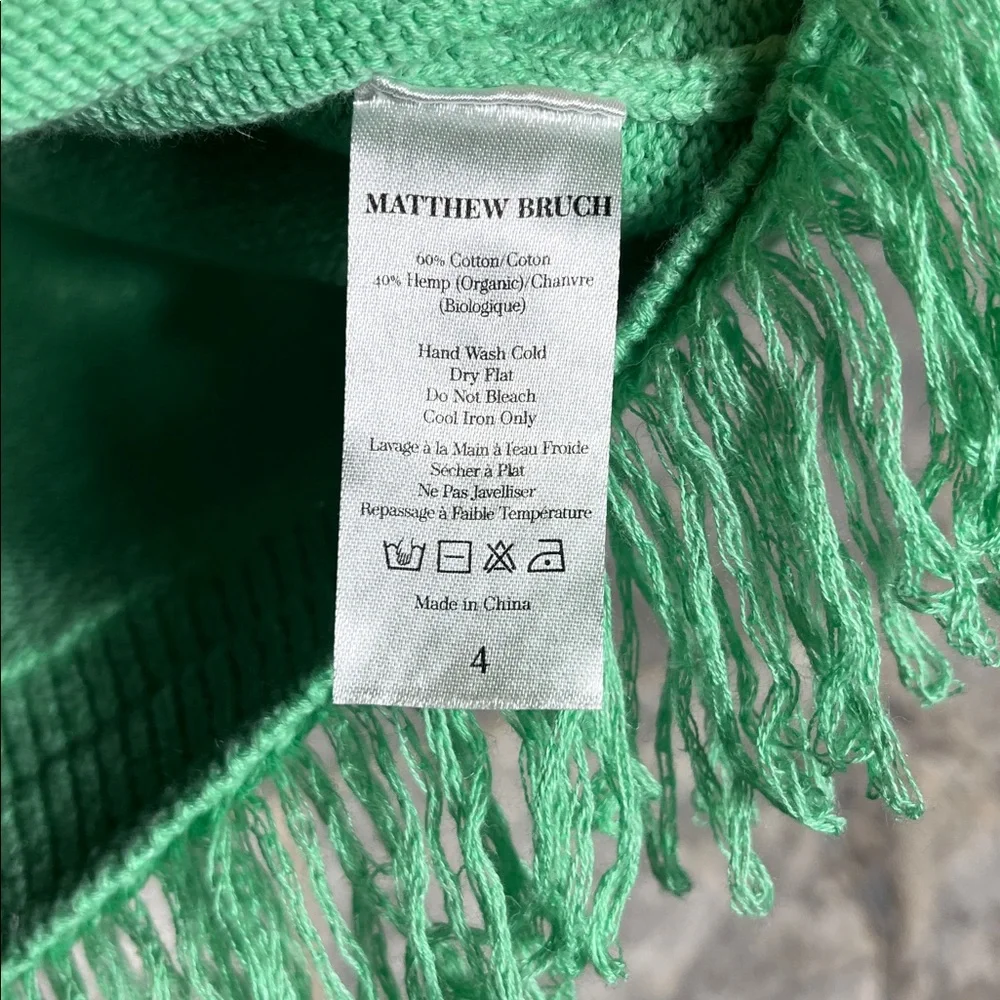 MATTHEW BRUCH
60% Cotton/Coton
40% Hemp (Organic)/Chanvre
(Biologique)
Hand Wash Cold
Dry Flat
Do Not Bleach
Cool Iron Only
Lavage à la Main à l'eau Froide
Sécher à Plat
Ne Pas Javelliser
Repassage à Faible Température
Made in China
4